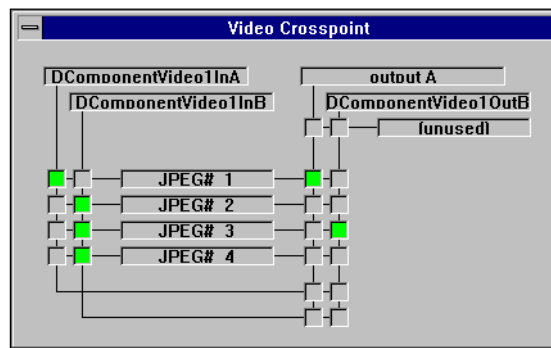 Video Crosspoint
DComponentVideo1InA
output A
DComponentVideo1InB
DComponentVideo1OutB
(unused)
JPEG# 1
JPEG# 2
JPEG# 3
JPEG# 4